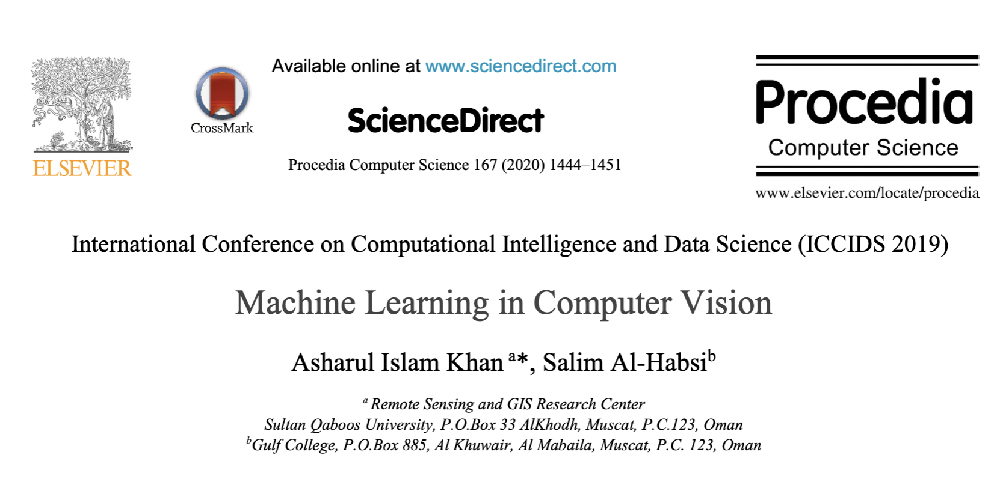 NON SOLUS
ELSEVIER
CrossMark
Available online at www.sciencedirect.com
ScienceDirect
Procedia Computer Science 167 (2020) 1444–1451
Procedia
Computer Science
www.elsevier.com/locate/procedia
International Conference on Computational Intelligence and Data Science (ICCIDS 2019)
Machine Learning in Computer Vision
Asharul Islam Khan ᵃ*, Salim Al-Habsiᵇ
ᵃ Remote Sensing and GIS Research Center
Sultan Qaboos University, P.O.Box 33 AlKhodh, Muscat, P.C.123, Oman
ᵇGulf College, P.O.Box 885, Al Khuwair, Al Mabaila, Muscat, P.C. 123, Oman